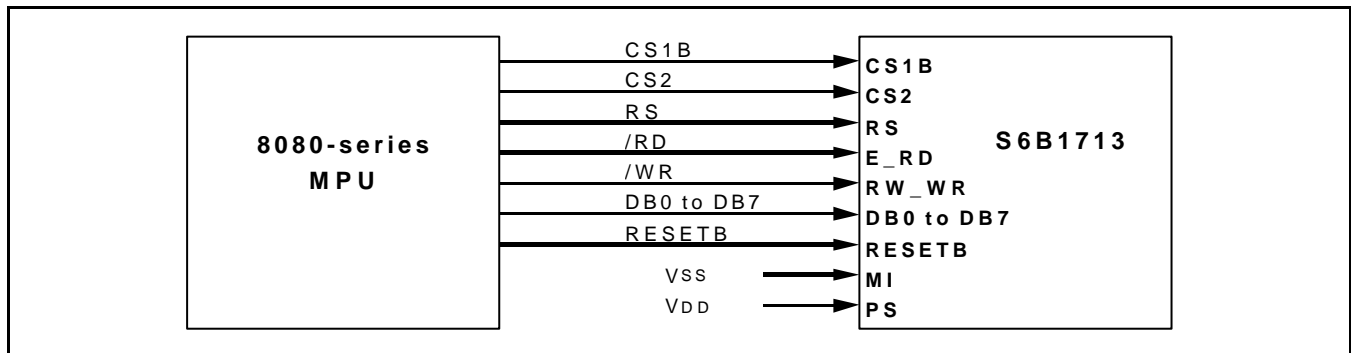 8080-series
MPU
CS1B
CS2
RS
/RD
/WR
DB0 to DB7
RESETB
VSS
VDD
CS1B
CS2
RS
E_RD
RW_WR
DB0 to DB7
RESETB
MI
PS
S6B1713